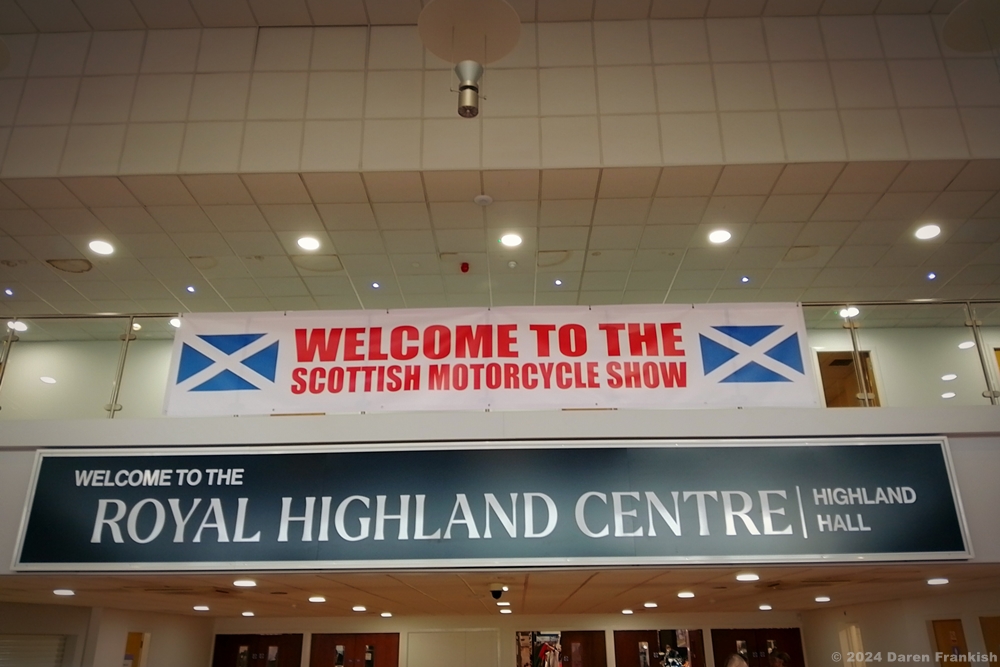 WELCOME TO THE
SCOTTISH MOTORCYCLE SHOW
WELCOME TO THE
ROYAL HIGHLAND CENTRE
HIGHLAND
HALL
© 2024 Daren Frankish